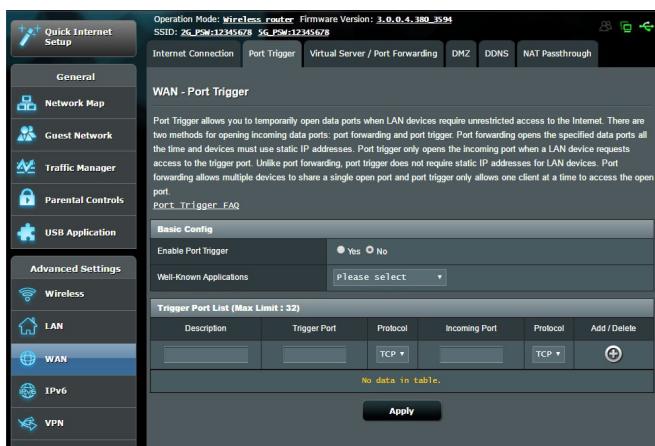 Quick Internet
Setup
Operation Mode: Wireless router Firmware Version: 3.0.0.4.380_3594
SSID: 2G_PSW:12345678 5G_PSW:12345678
Internet Connection
Port Trigger
Virtual Server / Port Forwarding
DMZ
DDNS
NAT Passthrough
General
Network Map
Guest Network
Traffic Manager
Parental Controls
USB Application
Advanced Settings
Wireless
LAN
WAN
IPv6
VPN
WAN - Port Trigger
Port Trigger allows you to temporarily open data ports when LAN devices require unrestricted access to the Internet. There are
two methods for opening incoming data ports: port forwarding and port trigger. Port forwarding opens the specified data ports all
the time and devices must use static IP addresses. Port trigger only opens the incoming port when a LAN device requests
access to the trigger port. Unlike port forwarding, port trigger does not require static IP addresses for LAN devices. Port
forwarding allows multiple devices to share a single open port and port trigger only allows one client at a time to access the open
port.
Port Trigger FAQ
Basic Config
Enable Port Trigger
Yes No
Well-Known Applications
Please select
Trigger Port List (Max Limit : 32)
Description Trigger Port Protocol Incoming Port Protocol Add / Delete
TCP TCP
No data in table.
Apply